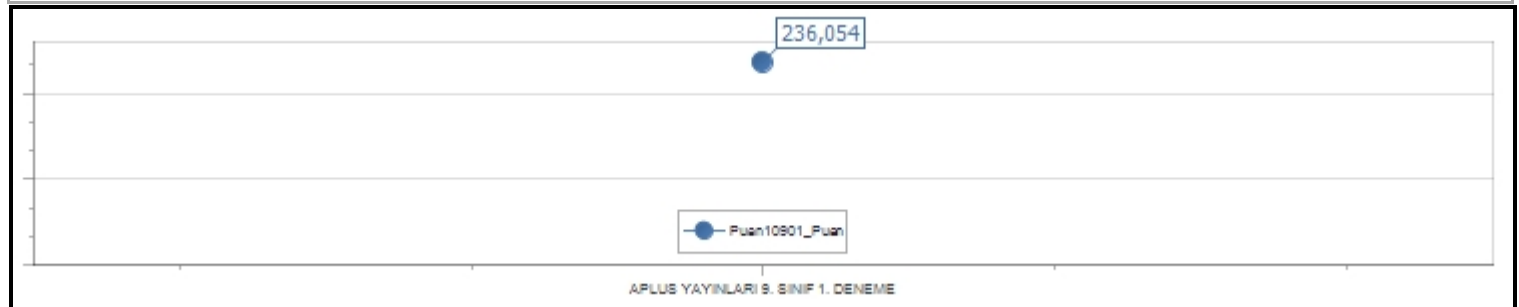 236,054
Puan10901_Puan
APLUS YAYINLARI 9. SINIF 1. DENEME